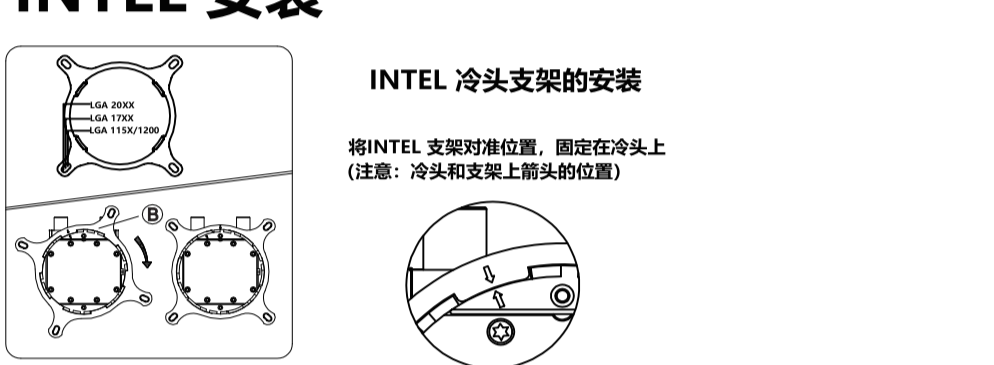 INTEL 安装
INTEL 冷头支架的安装
LGA 20XX
LGA 17XX
LGA 115X/1200
将INTEL 支架对准位置，固定在冷头上
(注意：冷头和支架上箭头的位置)
B